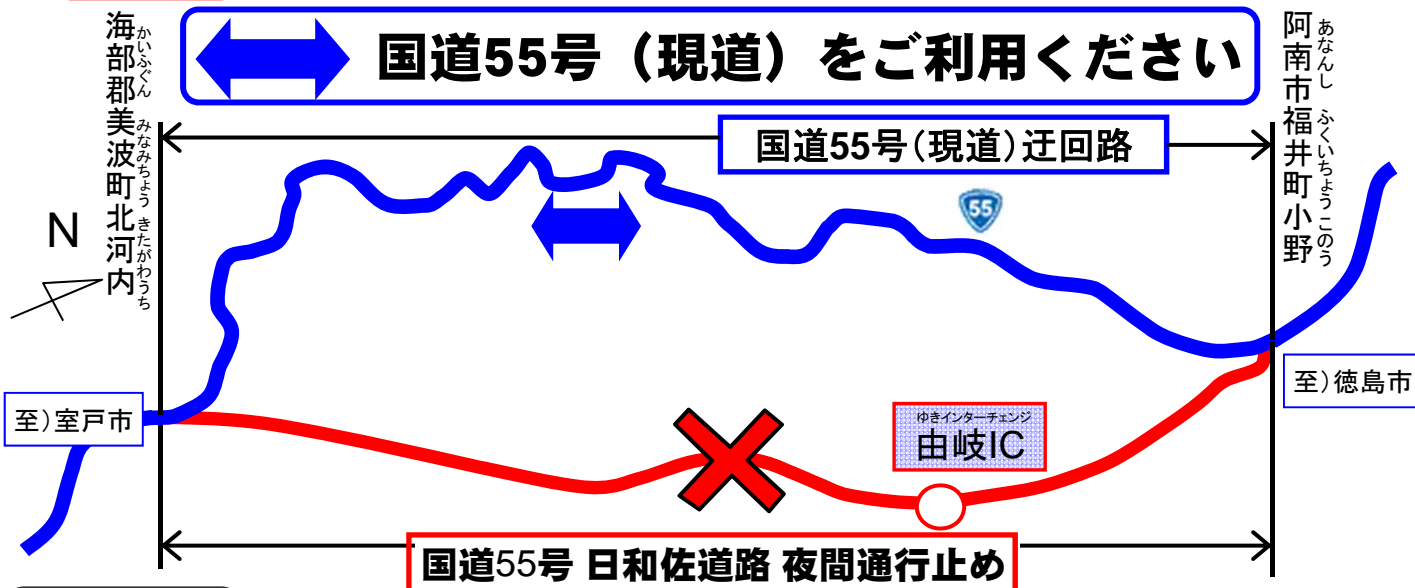 国道55号（現道）をご利用ください
海部郡美波町北河内
かいふぐん みなみちょう きたがわうち
阿南市福井町小野
あなんし ふくいちょう このう
国道55号（現道）迂回路
55
N
至）室戸市
至）徳島市
ゆきインターチェンジ
由岐IC
国道55号 日和佐道路 夜間通行止め